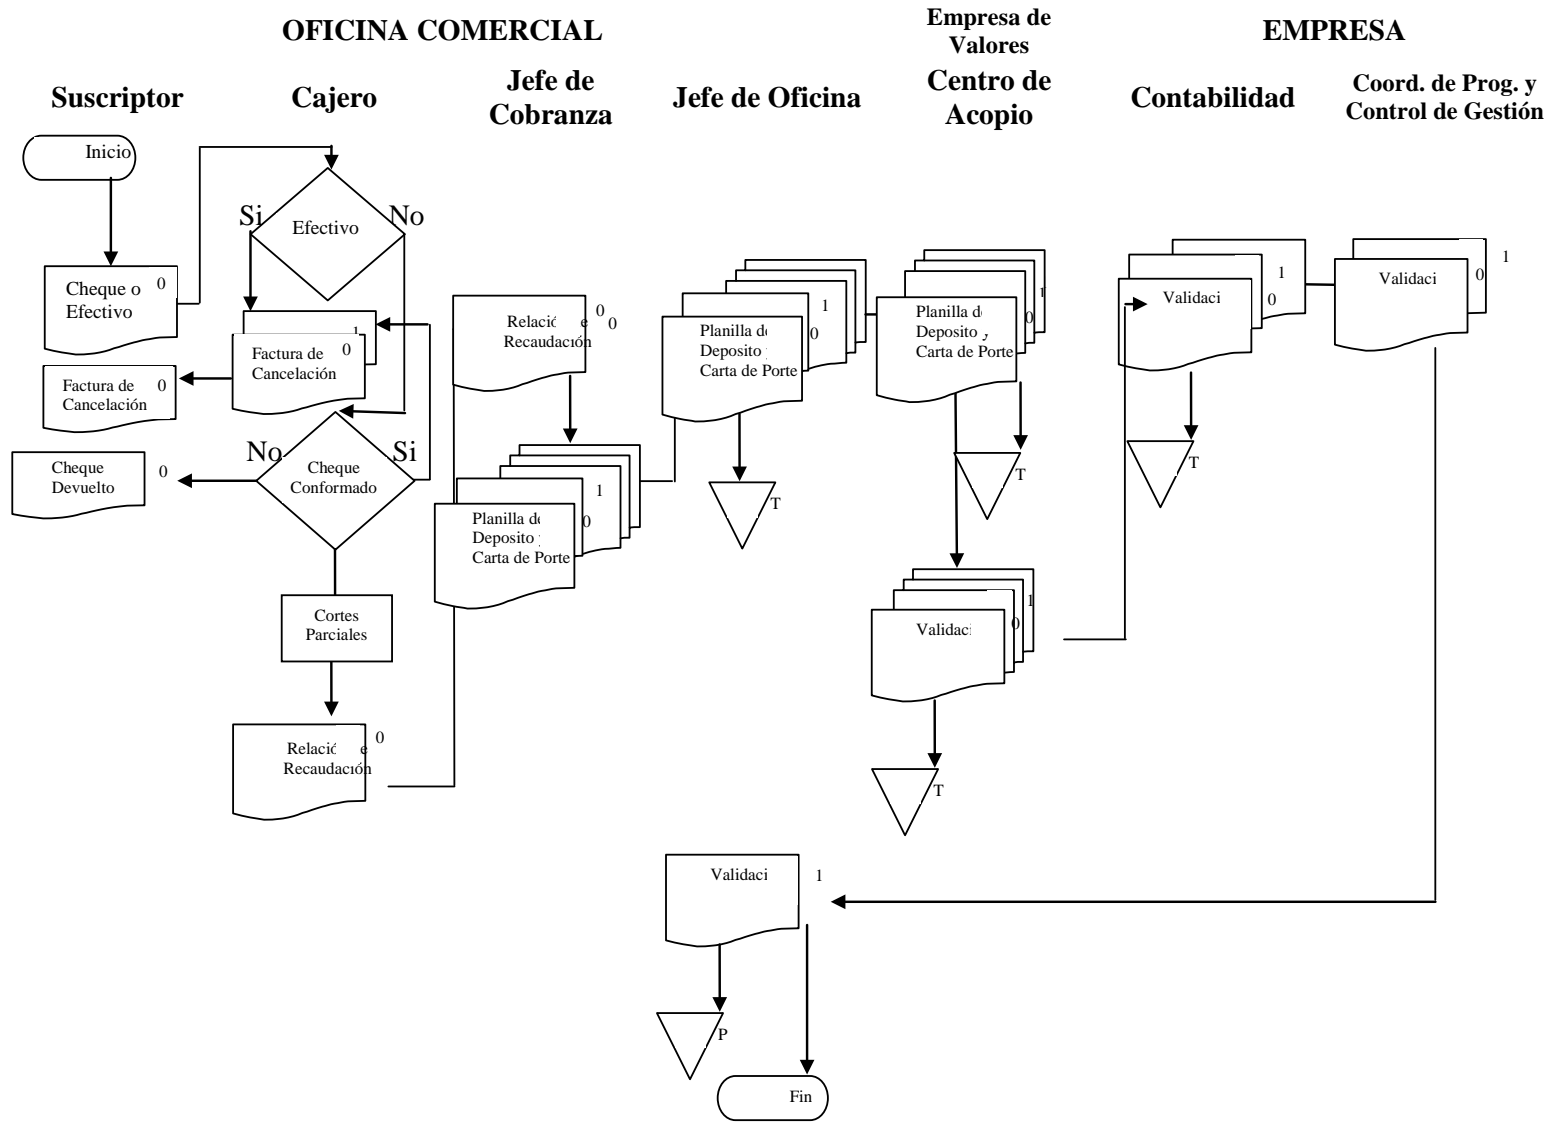 OFICINA COMERCIAL
Empresa de
Valores
EMPRESA
Suscriptor
Cajero
Jefe de
Cobranza
Jefe de Oficina
Centro de
Acopio
Contabilidad
Coord. de Prog. y
Control de Gestión
Inicio
Si
No
Efectivo
Cheque o 0
Efectivo
1
Factura de 0
Cancelación
Factura de 0
Cancelación
No
Si
Cheque
Conformado
Cheque 0
Devuelto
Cortes
Parciales
Relació e 0
Recaudación
Relació e 0
Recaudación 0
1
Planilla d 0
Deposito
Carta de Porte
1
Planilla de 0
Deposito
Carta de Porte
T
1
Planilla d 0
Deposito y
Carta de Porte
T
1
Validaci 0
T
1
Validaci 0
T
1
Validaci 0
Validaci 1
P
Fin